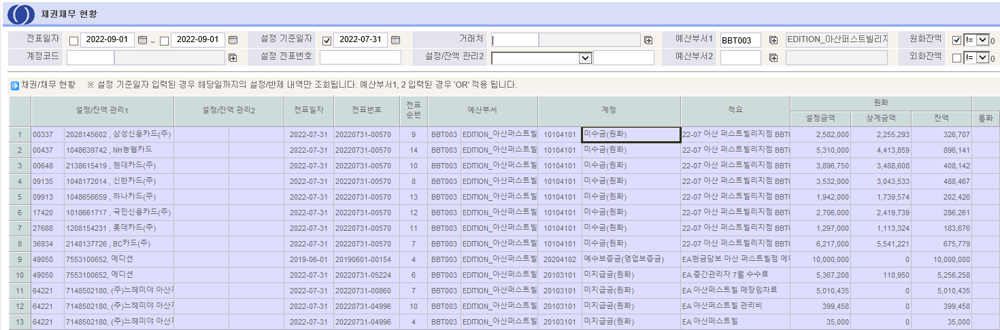 채권채무 현황
전표일자 2022-09-01 ~ 2022-09-01 설정 기준일자 2022-07-31 거래처 예산부서1 BBT003 EDITION_아산퍼스트빌리지 원화잔액 != 0
계정코드 설정 전표번호 설정/잔액 관리2 예산부서2 외화잔액 != 0
채권/채무 현황 ※ 설정 기준일자 입력된 경우 해당일까지의 설정/반제 내역만 조회됩니다. 예산부서1, 2 입력된 경우 'OR' 적용 됩니다.
설정/잔액 관리1 설정/잔액 관리2 전표일자 전표번호 전표 순번 예산부서 계정 적요 원화
설정금액 상계금액 잔액 통화
1 00337 2028145602 , 삼성신용카드(주) 2022-07-31 20220731-00570 9 BBT003 EDITION_아산퍼스트빌 10104101 미수금(원화) 22-07 아산 퍼스트빌리지점 BBT0 2,582,000 2,255,293 326,707
2 00437 1048639742 , NH농협카드 2022-07-31 20220731-00570 14 BBT003 EDITION_아산퍼스트빌 10104101 미수금(원화) 22-07 아산 퍼스트빌리지점 BBT0 5,310,000 4,413,859 896,141
3 00648 2138615419 , 현대카드(주) 2022-07-31 20220731-00570 10 BBT003 EDITION_아산퍼스트빌 10104101 미수금(원화) 22-07 아산 퍼스트빌리지점 BBT0 3,896,750 3,488,608 408,142
4 09135 1048172014 , 신한카드(주) 2022-07-31 20220731-00570 8 BBT003 EDITION_아산퍼스트빌 10104101 미수금(원화) 22-07 아산 퍼스트빌리지점 BBT0 3,532,000 3,043,533 488,467
5 09913 1048656659 , 하나카드(주) 2022-07-31 20220731-00570 13 BBT003 EDITION_아산퍼스트빌 10104101 미수금(원화) 22-07 아산 퍼스트빌리지점 BBT0 1,942,000 1,739,574 202,426
6 17420 1018661717 , 국민신용카드(주) 2022-07-31 20220731-00570 12 BBT003 EDITION_아산퍼스트빌 10104101 미수금(원화) 22-07 아산 퍼스트빌리지점 BBT0 2,706,000 2,419,739 286,261
7 27688 1208154231 , 롯데카드(주) 2022-07-31 20220731-00570 11 BBT003 EDITION_아산퍼스트빌 10104101 미수금(원화) 22-07 아산 퍼스트빌리지점 BBT0 1,297,000 1,113,324 183,676
8 36934 2148137726 , BC카드(주) 2022-07-31 20220731-00570 7 BBT003 EDITION_아산퍼스트빌 10104101 미수금(원화) 22-07 아산 퍼스트빌리지점 BBT0 6,217,000 5,541,221 675,779
9 49050 7553100652, 에디션 2019-06-01 20190601-00154 4 BBT003 EDITION_아산퍼스트빌 20204102 예수보증금(영업보증금) EA현금담보 아산 퍼스트빌점 에디 10,000,000 0 10,000,000
10 49050 7553100652, 에디션 2022-07-31 20220731-05224 6 BBT003 EDITION_아산퍼스트빌 20103101 미지급금(원화) EA 중간관리자 7월 수수료 5,367,208 110,950 5,256,258
11 64221 7148502180, (주)느헤미야 아산지 2022-07-31 20220731-00860 7 BBT003 EDITION_아산퍼스트빌 20103101 미지급금(원화) EA 아산퍼스트빌 매장임차료 5,010,435 0 5,010,435
12 64221 7148502180, (주)느헤미야 아산지 2022-07-31 20220731-04996 10 BBT003 EDITION_아산퍼스트빌 20103101 미지급금(원화) EA 아산퍼스트빌 관리비 399,458 0 399,458
13 64221 7148502180, (주)느헤미야 아산지 2022-07-31 20220731-04996 4 BBT003 EDITION_아산퍼스트빌 20103101 미지급금(원화) EA 아산퍼스트빌 35,000 0 35,000